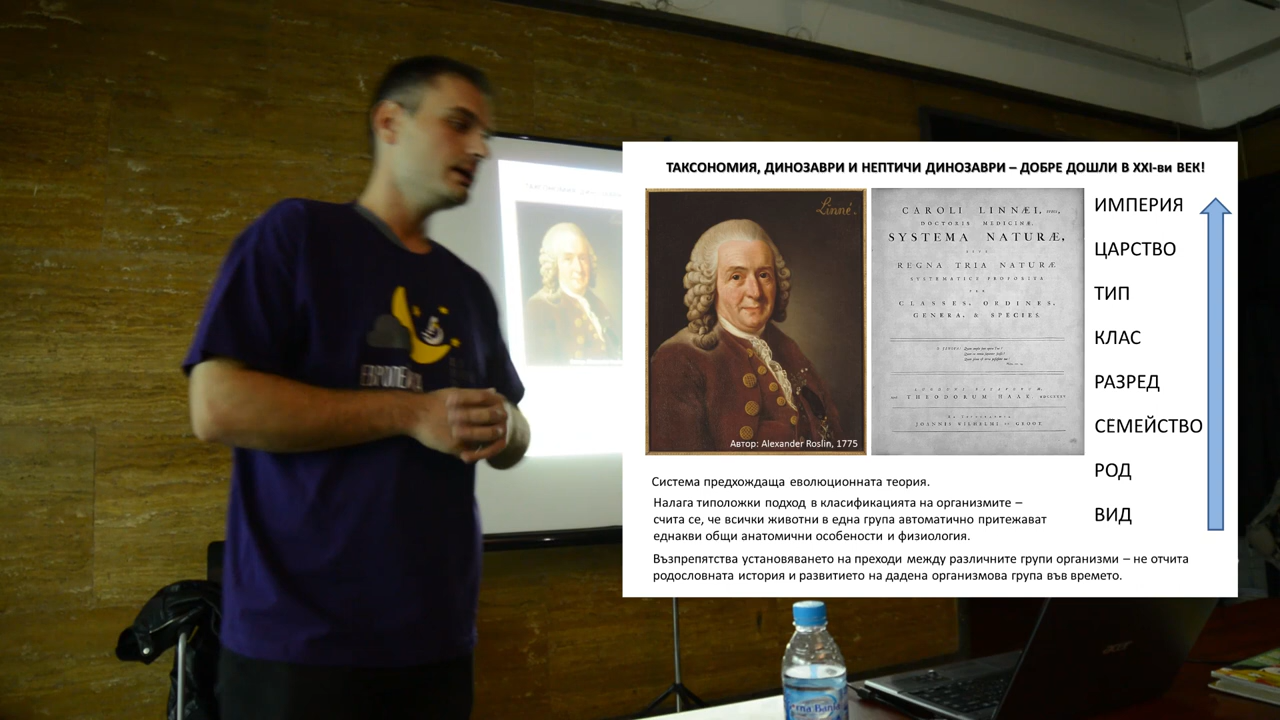 ТАКСОНОМИЯ, ДИНОЗАВРИ И НЕПТИЧИ ДИНОЗАВРИ – ДОБРЕ ДОШЛИ В XXI-ви ВЕК!
Linné.
Автор: Alexander Roslin, 1775
CAROLI LINNÆI,
DOCTORIS MEDICINÆ,
SYSTEMA NATURÆ,
SIVE
REGNA TRIA NATURÆ
SYSTEMATICE PROPOSITA
PER
CLASSES, ORDINES,
GENERA, & SPECIES.
THEODORUM HAAK
JOANNIS WILHELMI DE GROOT
ИМПЕРИЯ
ЦАРСТВО
ТИП
КЛАС
РАЗРЕД
СЕМЕЙСТВО
РОД
ВИД
Система предхождаща еволюционната теория.
Налага тиположки подход в класификацията на организмите –
счита се, че всички животни в една група автоматично притежават
еднакви общи анатомични особености и физиология.
Възпрепятства установяването на преходи между различните групи организми – не отчита
родословната история и развитието на дадена организмова група във времето.
acer